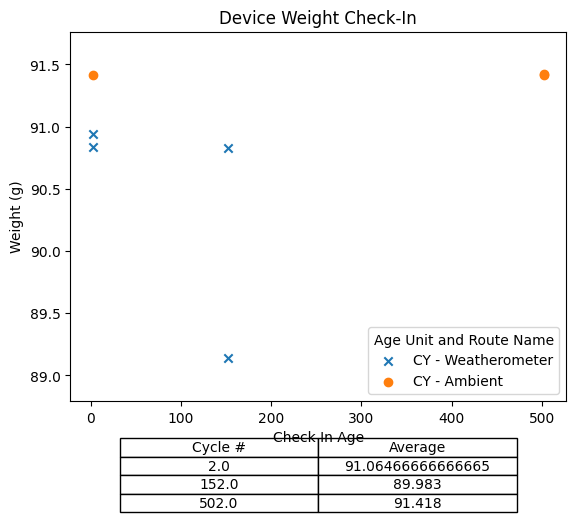 Device Weight Check-In
Weight (g)
91.5
91.0
90.5
90.0
89.5
89.0
0 100 200 300 400 500
Age Unit and Route Name
CY - Weatherometer
CY - Ambient
Check In Age
Cycle # Average
2.0 91.06466666666665
152.0 89.983
502.0 91.418